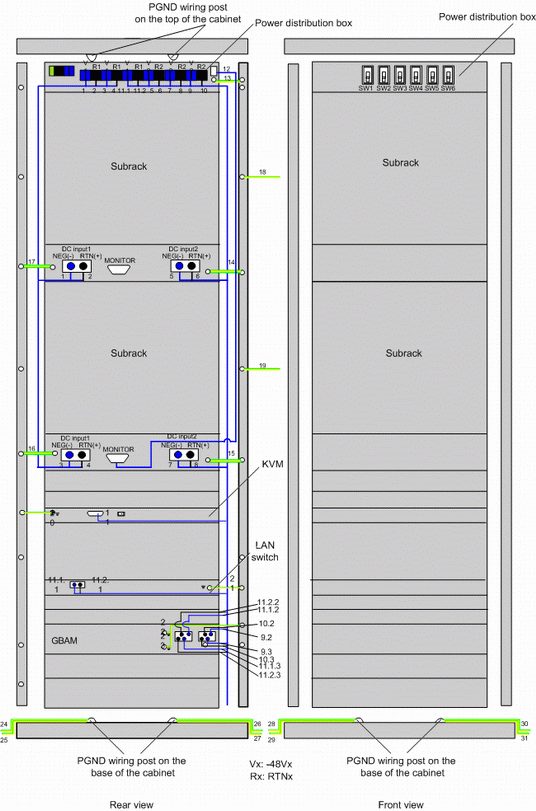 PGND wiring post
on the top of the cabinet
Power distribution box
Power distribution box
R1 R1 R2 R2
12
13
1 2 3 4 11 1 11 2 5 6 7 8 9 10
SW1 SW2 SW3 SW4 SW5 SW6
Subrack
Subrack
18
17
DC input1
NEG(-) RTN(+)
MONITOR
DC input2
NEG(-) RTN(+)
14
1 2
5 6
Subrack
Subrack
19
16
DC input1
NEG(-) RTN(+)
MONITOR
DC input2
NEG(-) RTN(+)
15
3 4
7 8
KVM
1
0
1
LAN
switch
11.1. 11.2.
1 1
2
1
11.2.2
11.1.2
10.2
9.2
GBAM
2
2
2
9.3
10.3
11.1.3
11.2.3
24
25
26
27
28
29
30
31
PGND wiring post on the
base of the cabinet
Vx: -48Vx
Rx: RTNx
PGND wiring post on the
base of the cabinet
Rear view
Front view